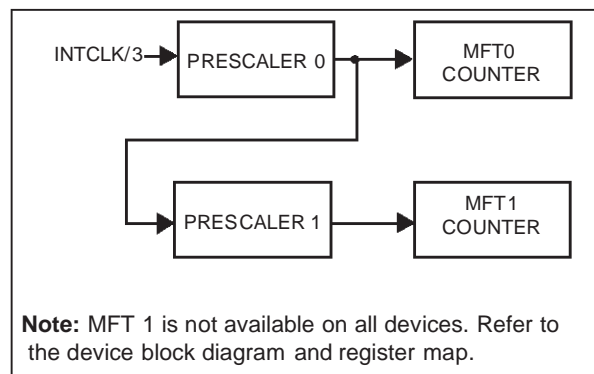 INTCLK/3
PRESCALER 0
MFT0
COUNTER
PRESCALER 1
MFT1
COUNTER
Note: MFT 1 is not available on all devices. Refer to
the device block diagram and register map.